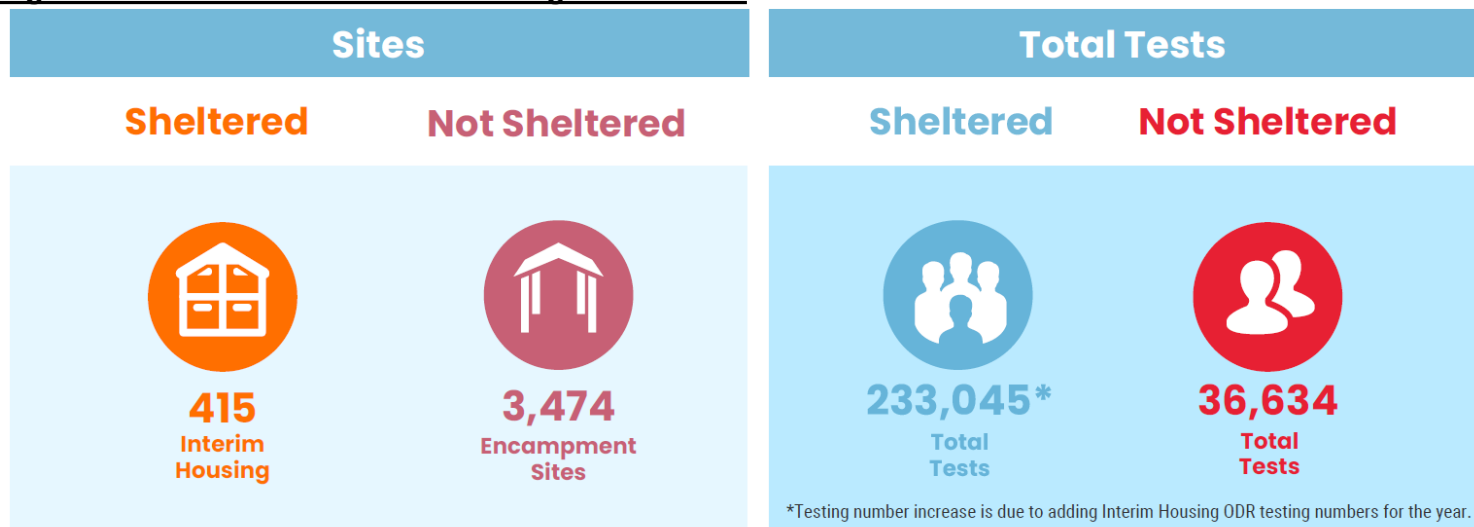 Sites
Sheltered
Not Sheltered
415
Interim
Housing
3,474
Encampment
Sites
Total Tests
Sheltered
Not Sheltered
233,045*
Total
Tests
36,634
Total
Tests
*Testing number increase is due to adding Interim Housing ODR testing numbers for the year.